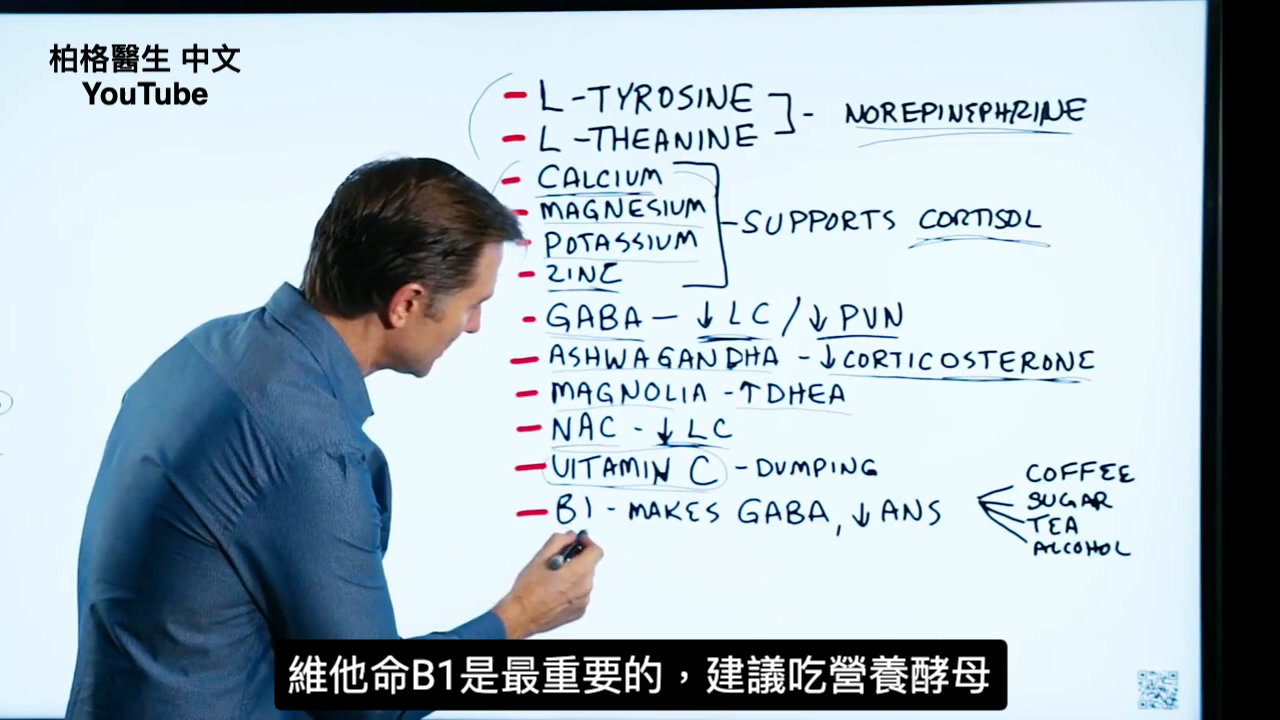 柏格醫生 中文
YouTube
- L-TYROSINE ] - NOREPINEPHRINE
- L-THEANINE
- CALCIUM
- MAGNESIUM - SUPPORTS CORTISOL
- POTASSIUM
- ZINC
- GABA - ↓ LC / ↓ PVN
- ASHWAGANDHA - ↓ CORTICOSTERONE
- MAGNOLIA - ↑ DHEA
- NAC - ↓ LC
- VITAMIN C - DUMPING
- B1 - MAKES GABA, ↓ ANS
COFFEE
SUGAR
TEA
ALCOHOL
維他命B1是最重要的，建議吃營養酵母